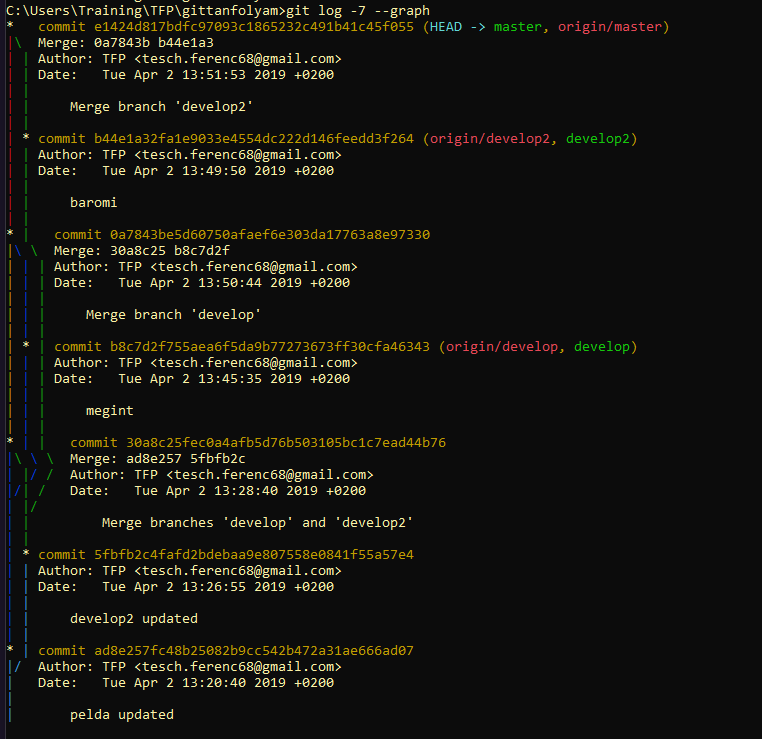 C:\Users\Training\TFP\gittanfolyam>git log -7 --graph
*   commit e1424d817bdfc97093c1865232c491b41c45f055 (HEAD -> master, origin/master)
|\  Merge: 0a7843b b44e1a3
| | Author: TFP <tesch.ferenc68@gmail.com>
| | Date:   Tue Apr 2 13:51:53 2019 +0200
| |
| |     Merge branch 'develop2'
| |
| * commit b44e1a32fa1e9033e4554dc222d146feedd3f264 (origin/develop2, develop2)
| | Author: TFP <tesch.ferenc68@gmail.com>
| | Date:   Tue Apr 2 13:49:50 2019 +0200
| |
| |     baromi
| |
* |   commit 0a7843be5d60750afaef6e303da17763a8e97330
|\ \  Merge: 30a8c25 b8c7d2f
| | | Author: TFP <tesch.ferenc68@gmail.com>
| | | Date:   Tue Apr 2 13:50:44 2019 +0200
| | |
| | |     Merge branch 'develop'
| | |
| * | commit b8c7d2f755aea6f5da9b77273673ff30cfa46343 (origin/develop, develop)
| | | Author: TFP <tesch.ferenc68@gmail.com>
| | | Date:   Tue Apr 2 13:45:35 2019 +0200
| | |
| | |     megint
| | |
* | |   commit 30a8c25fec0a4afb5d76b503105bc1c7ead44b76
|\ \ \  Merge: ad8e257 5fbfb2c
| |/ /  Author: TFP <tesch.ferenc68@gmail.com>
|/| /   Date:   Tue Apr 2 13:28:40 2019 +0200
| |/
| |         Merge branches 'develop' and 'develop2'
| |
| * commit 5fbfb2c4fafd2bdebaa9e807558e0841f55a57e4
| | Author: TFP <tesch.ferenc68@gmail.com>
| | Date:   Tue Apr 2 13:26:55 2019 +0200
| |
| |     develop2 updated
| |
* | commit ad8e257fc48b25082b9cc542b472a31ae666ad07
|/  Author: TFP <tesch.ferenc68@gmail.com>
|   Date:   Tue Apr 2 13:20:40 2019 +0200
|
|       pelda updated